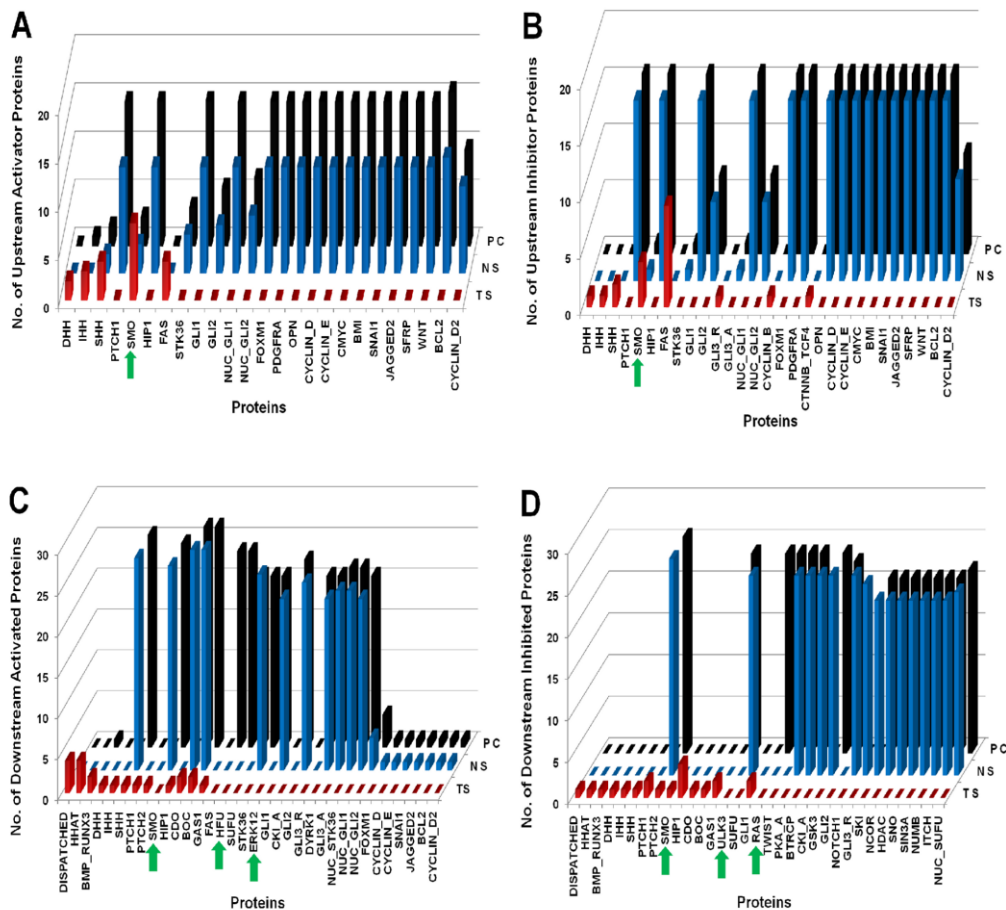 A
No. of Upstream Activator Proteins
20
15
10
5
0
PC
NS
TS
DHH
IHH
SHH
PTCH1
SMO
HIP1
FAS
STK36
GLI1
GLI2
NUC_GLI1
NUC_GLI2
FOXM1
PDGFRA
OPN
CYCLIN_D
CYCLIN_E
CMYC
BMI
SNAI1
JAGGED2
SFRP
WNT
BCL2
CYCLIN_D2
Proteins
B
No. of Upstream Inhibitor Proteins
20
15
10
5
0
PC
NS
TS
DHH
IHH
SHH
PTCH1
SMO
HIP1
FAS
STK36
GLI1
GLI2
GLI3_R
GLI3_A
NUC_GLI1
NUC_GLI2
CYCLIN_B
FOXM1
PDGFRA
CTNNB_TCF4
OPN
CYCLIN_D
CYCLIN_E
CMYC
BMI
SNAI1
JAGGED2
SFRP
WNT
BCL2
CYCLIN_D2
Proteins
C
No. of Downstream Activated Proteins
30
25
20
15
10
5
0
PC
NS
TS
DISPATCHED
HHAT
BMP_RUNX3
DHH
IHH
SHH
PTCH1
PTCH2
SMO
HIP1
CDO
BOC
GAS1
FAS
HFU
SUFU
STK36
ERK12
GLI1
CKI_A
GLI2
GLI3_R
DYRK1
GLI3_A
NUC_STK36
NUC_GLI1
NUC_GLI2
FOXM1
CYCLIN_D
CYCLIN_E
SNAI1
JAGGED2
BCL2
CYCLIN_D2
Proteins
D
No. of Downstream Inhibited Proteins
30
25
20
15
10
5
0
PC
NS
TS
DISPATCHED
HHAT
BMP_RUNX3
DHH
IHH
SHH
PTCH1
PTCH2
SMO
HIP1
CDO
BOC
GAS1
ULK3
SUFU
GLI1
RAS
TWIST
PKA_A
BTRCP
CKI_A
GSK3
GLI2
NOTCH1
GLI3_R
SKI
NCOR
HDAC
SNO
SIN3A
NUMB
ITCH
NUC_SUFU
Proteins